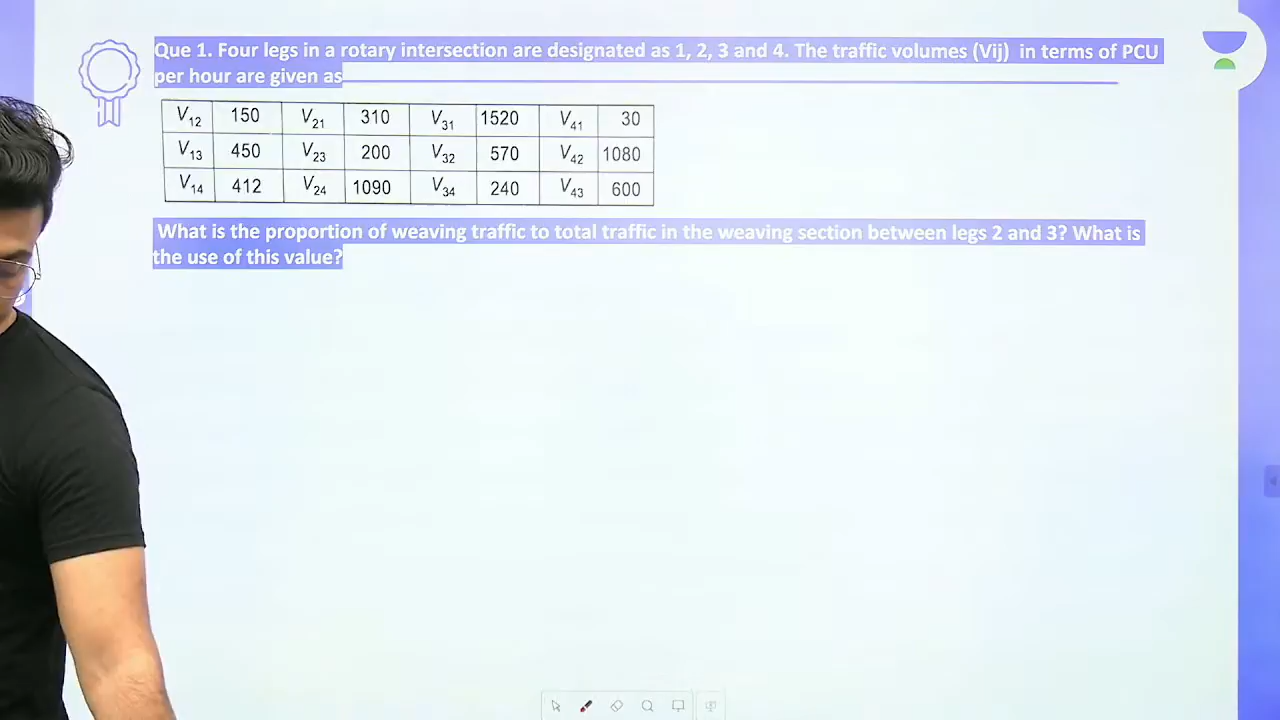 Que 1. Four legs in a rotary intersection are designated as 1, 2, 3 and 4. The traffic volumes (Vij) in terms of PCU
per hour are given as
V12 150 V21 310 V31 1520 V41 30
V13 450 V23 200 V32 570 V42 1080
V14 412 V24 1090 V34 240 V43 600
What is the proportion of weaving traffic to total traffic in the weaving section between legs 2 and 3? What is
the use of this value?